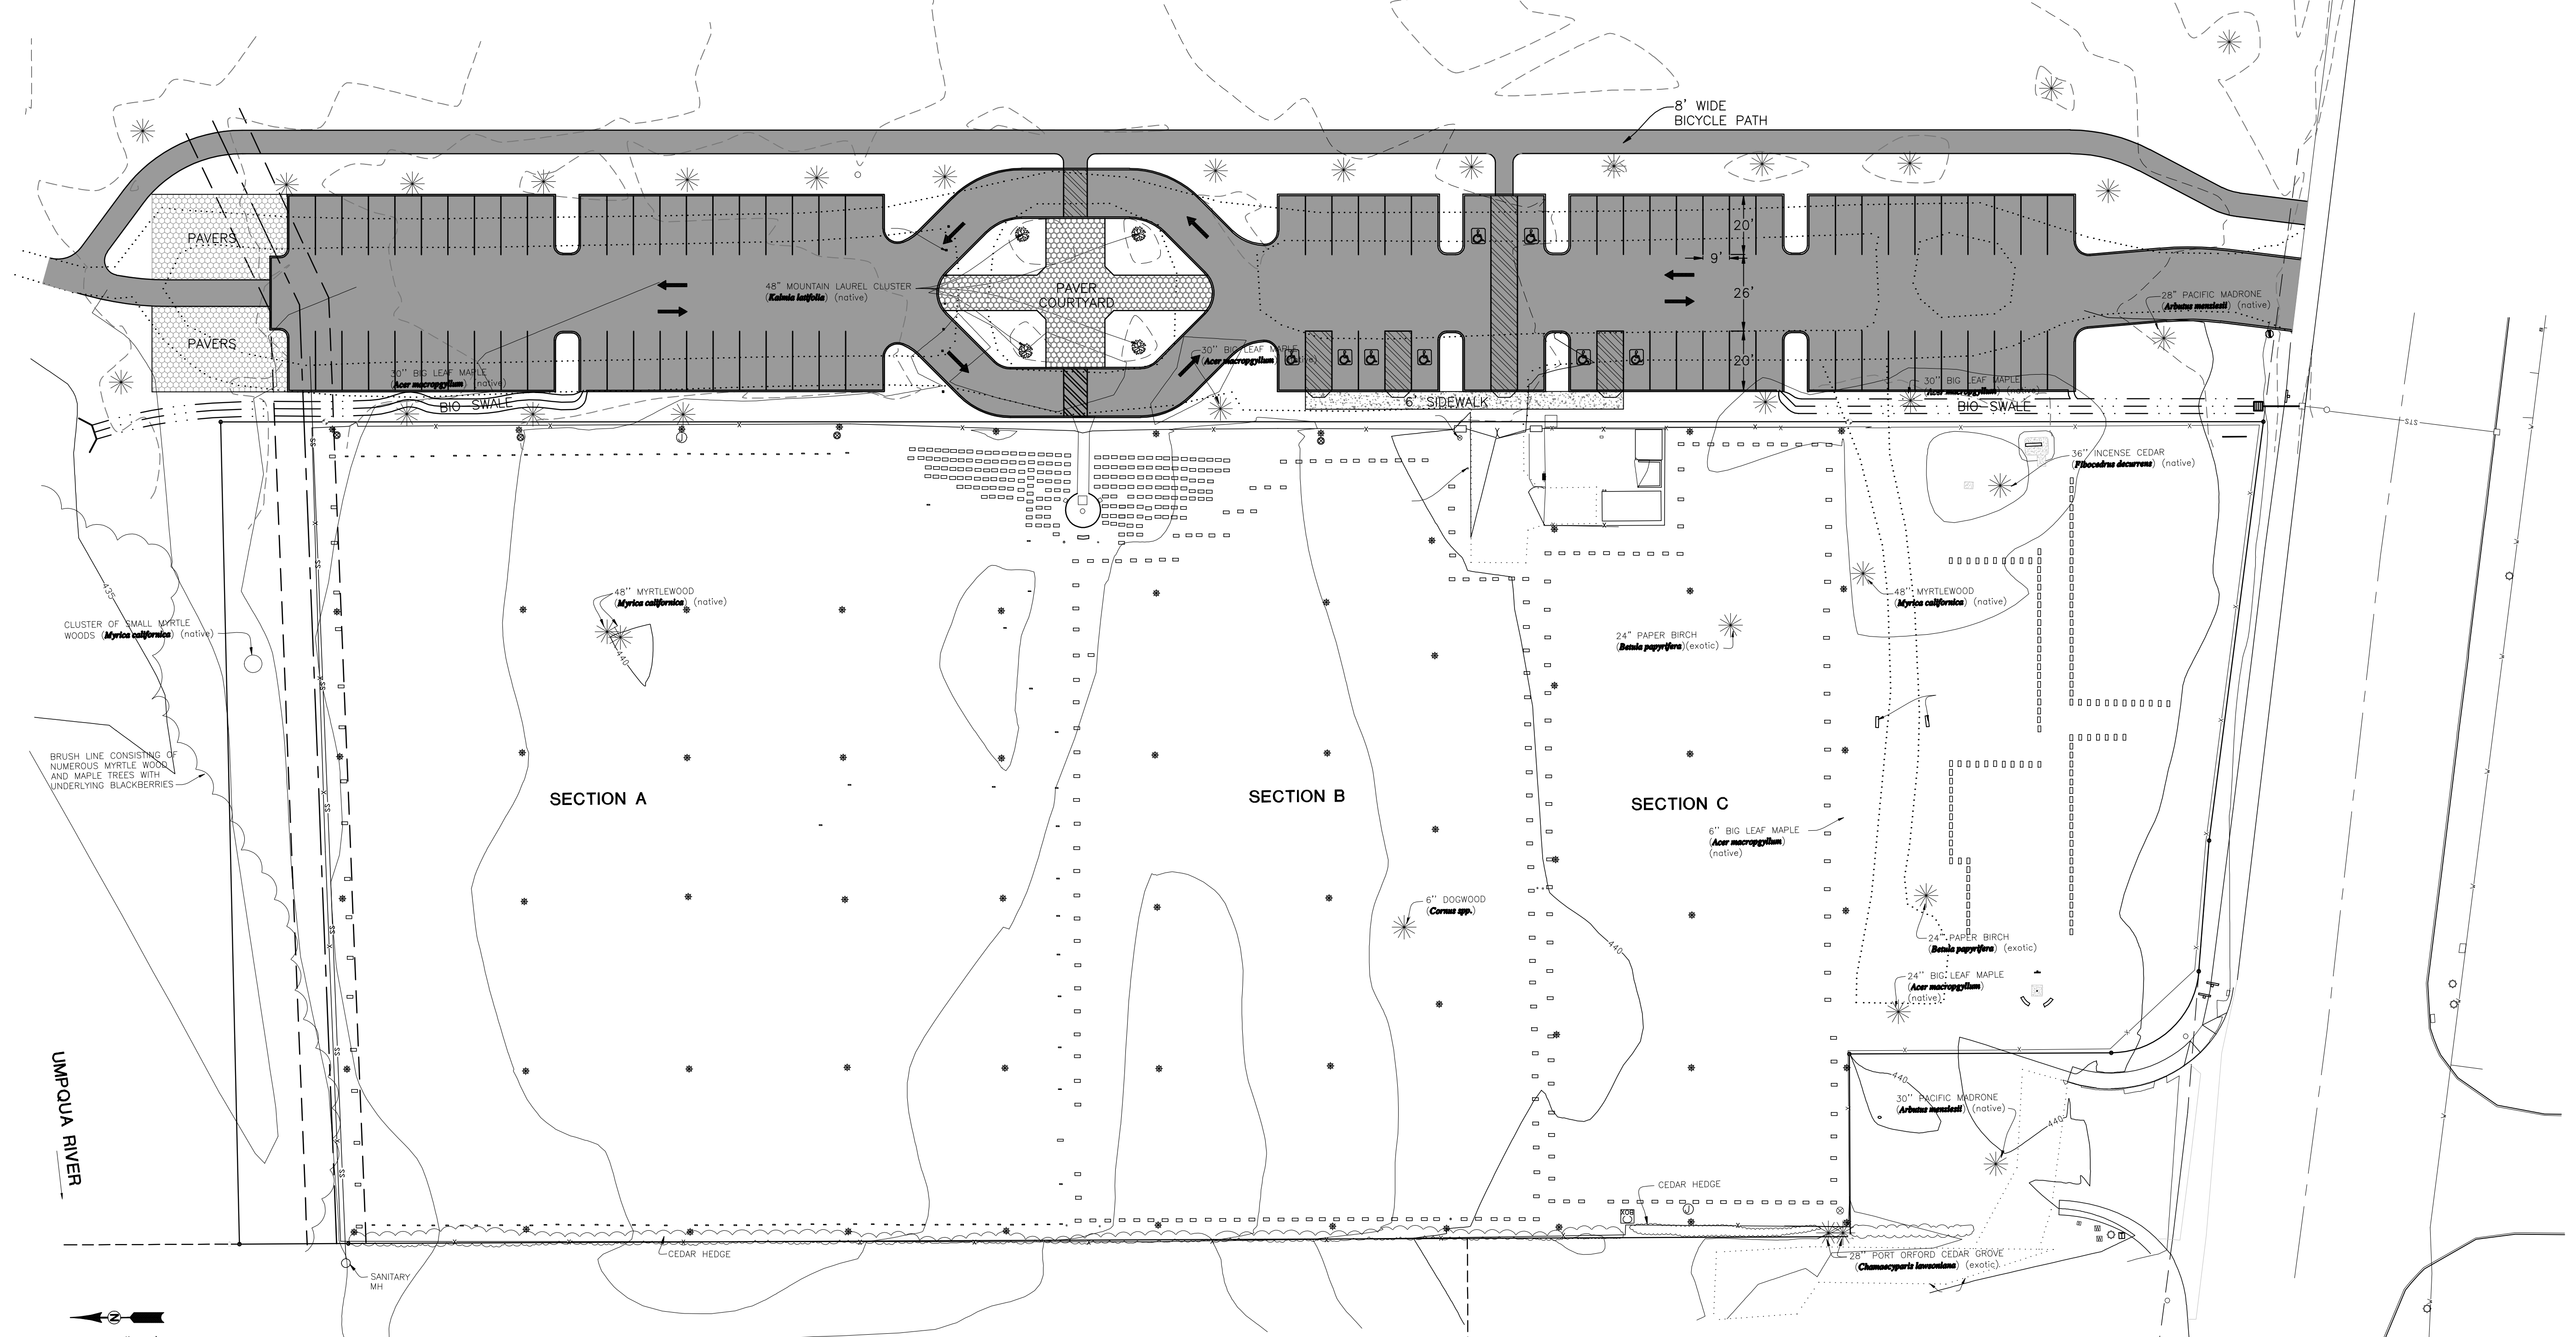 8' WIDE
BICYCLE PATH
PAVERS
PAVERS
20'
9'
26'
20'
48" MOUNTAIN LAUREL CLUSTER
(Kalmia latifolia) (native)
PAVER
COURTYARD
28" PACIFIC MADRONE
(Arbutus menziesii) (native)
30'' BIG LEAF MAPLE
(Acer macropgyllum) (native)
30'' BIG LEAF MAPLE
(Acer macropgyllum)
30'' BIG LEAF MAPLE
(Acer macropgyllum) (native)
BIO SWALE
6' SIDEWALK
BIO SWALE
STS
36'' INCENSE CEDAR
(Flbocedrus decurrens) (native)
435
48'' MYRTLEWOOD
(Myrica californica) (native)
440
48'' MYRTLEWOOD
(Myrica californica) (native)
CLUSTER OF SMALL MYRTLE
WOODS (Myrica californica) (native)
24'' PAPER BIRCH
(Betula papyrifera)(exotic)
BRUSH LINE CONSISTING OF
NUMEROUS MYRTLE WOOD
AND MAPLE TREES WITH
UNDERLYING BLACKBERRIES
SECTION A
SECTION B
SECTION C
6'' BIG LEAF MAPLE
(Acer macropgyllum)
(native)
6'' DOGWOOD
(Cornus spp.)
440
24'' PAPER BIRCH
(Betula papyrifera) (exotic)
24'' BIG LEAF MAPLE
(Acer macropgyllum)
(native)
UMPQUA RIVER
440
30'' PACIFIC MADRONE
(Arbutus menziesii) (native)
440
CEDAR HEDGE
BOX
CEDAR HEDGE
28'' PORT ORFORD CEDAR GROVE
(Chamaecyparis lawsoniana) (exotic)
SANITARY
MH
N